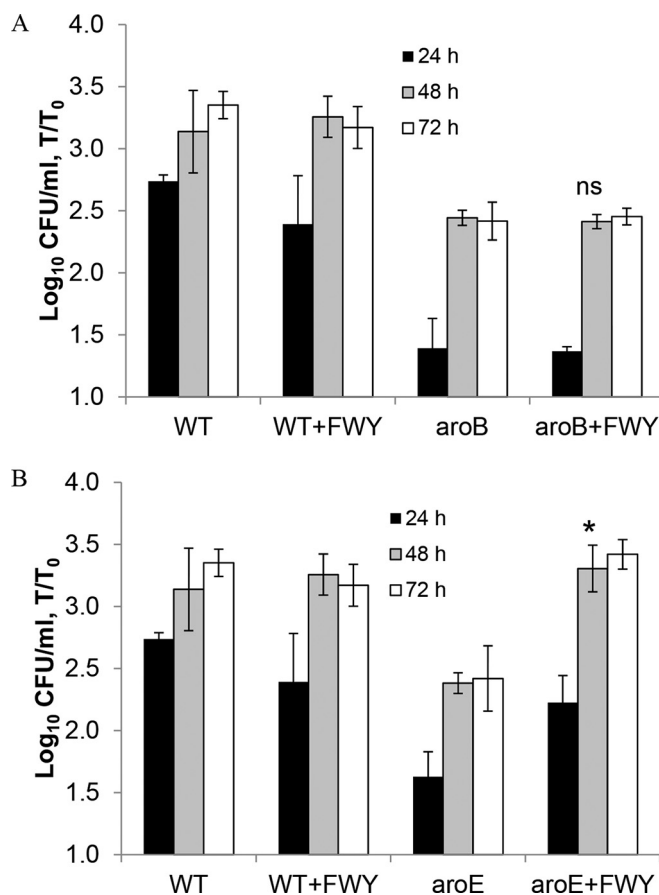 A
Log10 CFU/ml, T/T0
4.0
3.5
3.0
2.5
2.0
1.5
1.0
24 h
48 h
72 h
ns
WT WT+FWY aroB aroB+FWY
B
Log10 CFU/ml, T/T0
4.0
3.5
3.0
2.5
2.0
1.5
1.0
24 h
48 h
72 h
*
WT WT+FWY aroE aroE+FWY